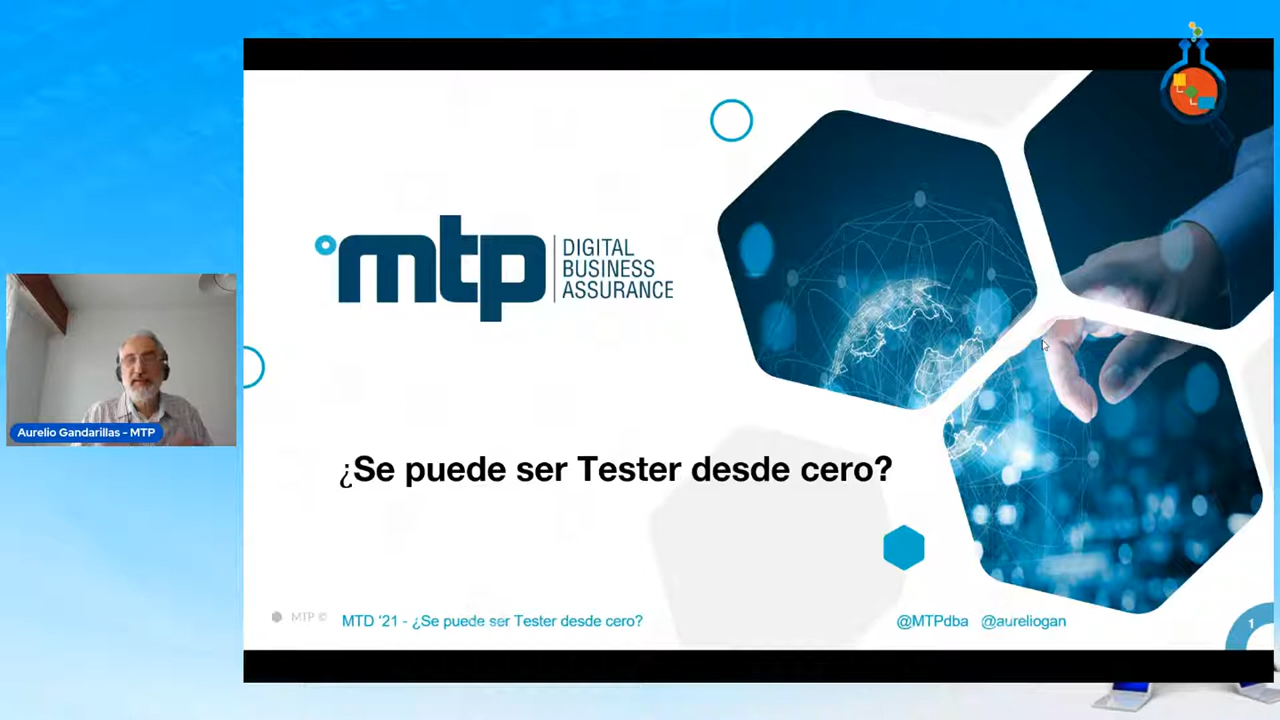 mtp
DIGITAL
BUSINESS
ASSURANCE
Aurelio Gandarillas - MTP
¿Se puede ser Tester desde cero?
MTP ©
MTD '21 - ¿Se puede ser Tester desde cero?
@MTPdba @aureliogan
1